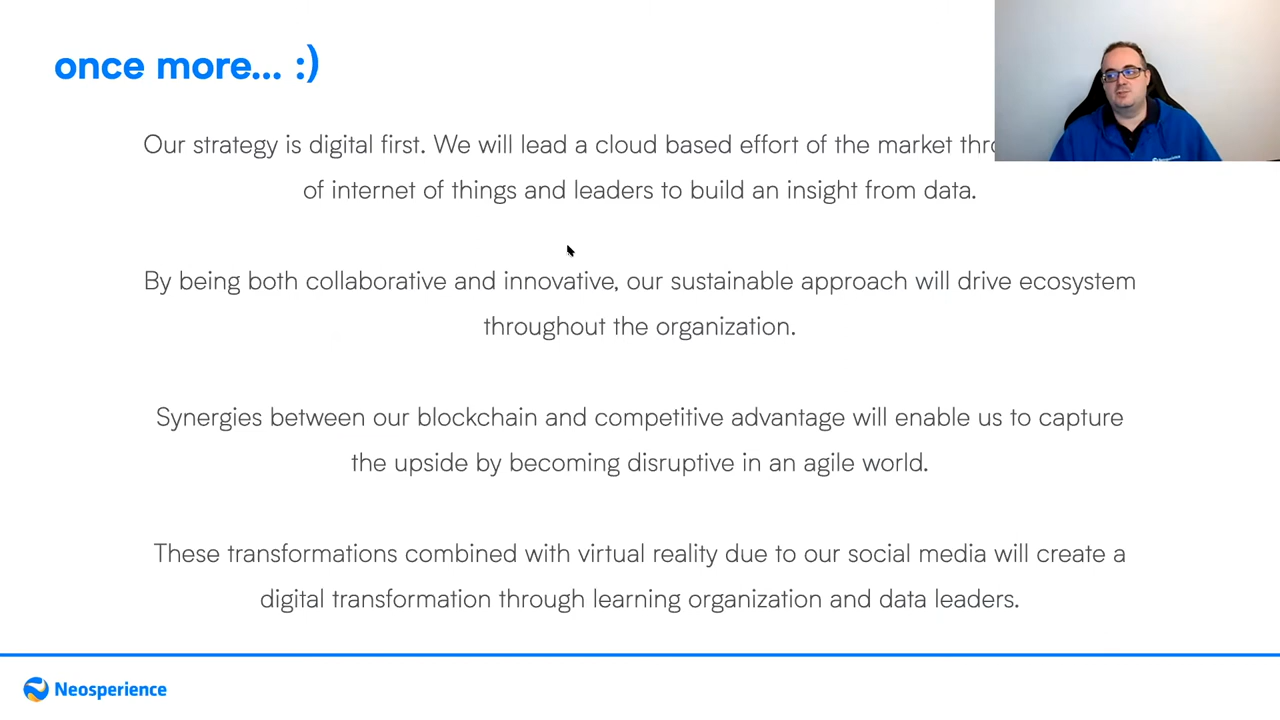 once more... :)
Our strategy is digital first. We will lead a cloud based effort of the market
of internet of things and leaders to build an insight from data.
By being both collaborative and innovative, our sustainable approach will drive ecosystem
throughout the organization.
Synergies between our blockchain and competitive advantage will enable us to capture
the upside by becoming disruptive in an agile world.
These transformations combined with virtual reality due to our social media will create a
digital transformation through learning organization and data leaders.
Neosperience